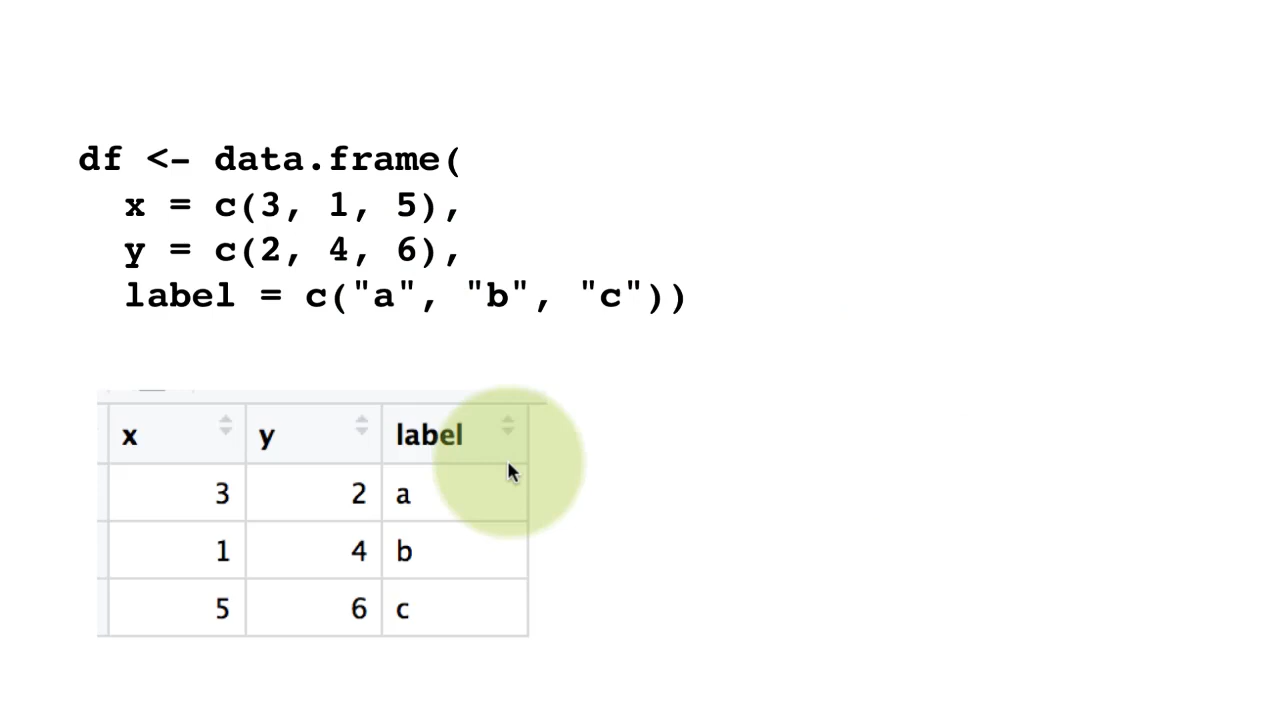 df <- data.frame(
x = c(3, 1, 5),
y = c(2, 4, 6),
label = c("a", "b", "c"))
x y label
3 2 a
1 4 b
5 6 c